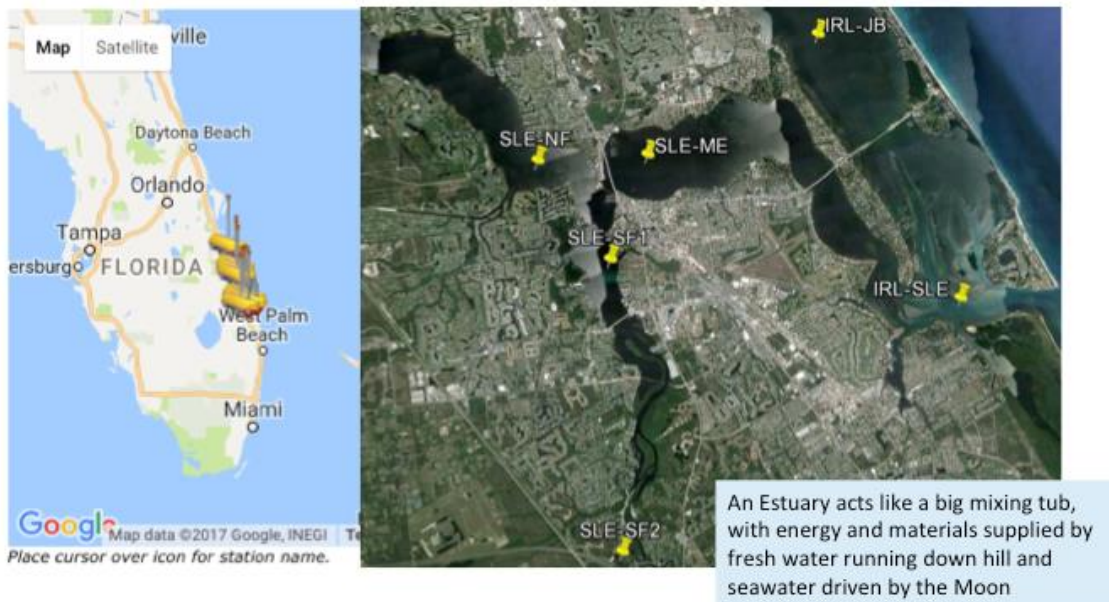 Map Satellite
ville
Daytona Beach
Orlando
Tampa
ersburg
FLORIDA
West Palm
Beach
Miami
Google
Map data ©2017 Google, INEGI Te
Place cursor over icon for station name.
IRL-JB
SLE-NF
SLE-ME
SLE-SF1
IRL-SLE
SLE-SF2
An Estuary acts like a big mixing tub,
with energy and materials supplied by
fresh water running down hill and
seawater driven by the Moon